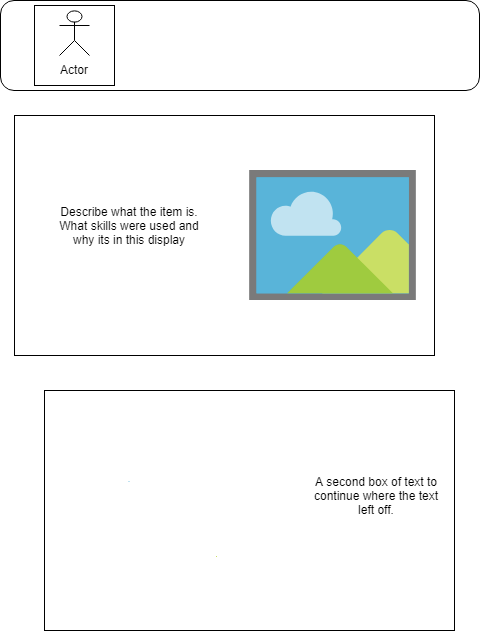 Actor
Describe what the item is.
What skills were used and
why its in this display
A second box of text to
continue where the text
left off.